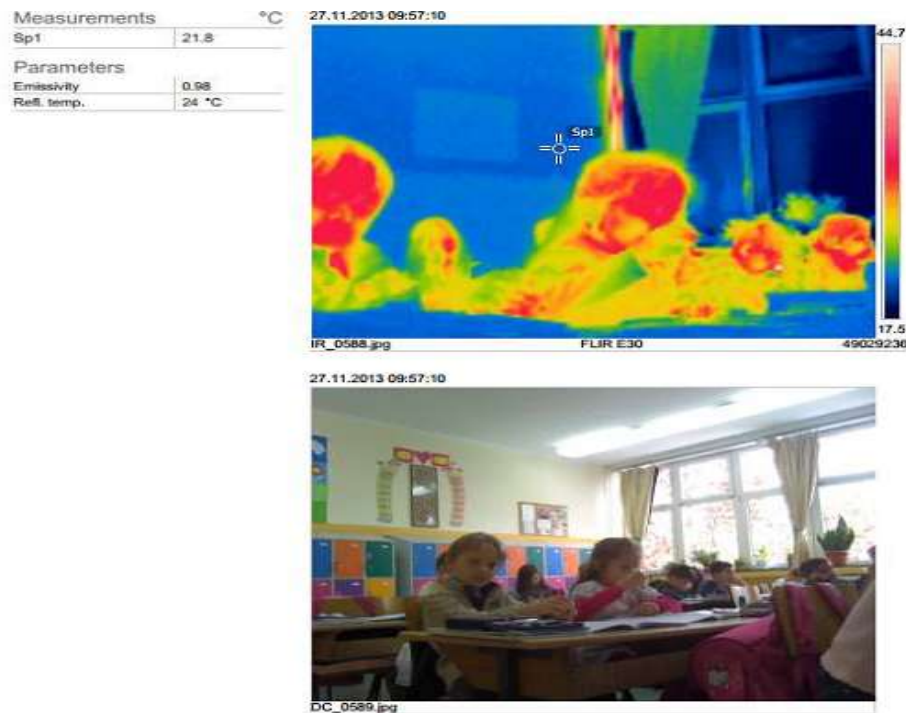 Measurements °C
Sp1 21.8
Parameters
Emissivity 0.98
Refl. temp. 24 °C
27.11.2013 09:57:10
44.7
Sp1
17.5
IR_0588.jpg FLIR E30 49029236
27.11.2013 09:57:10
DC_0589.jpg